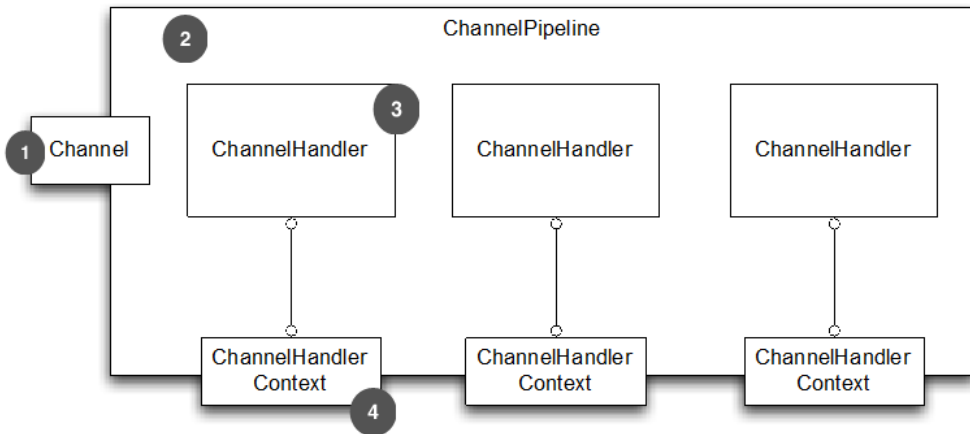 ChannelPipeline
2
3
1
Channel
ChannelHandler
ChannelHandler
ChannelHandler
ChannelHandler
Context
ChannelHandler
Context
ChannelHandler
Context
4